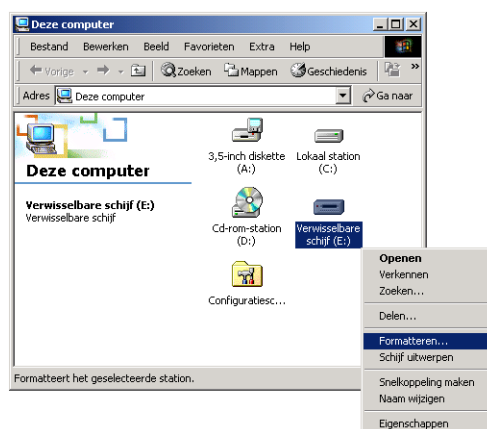 Deze computer
Bestand Bewerken Beeld Favorieten Extra Help
Vorige Zoeken Mappen Geschiedenis »
Adres Deze computer Ga naar
Deze computer
Verwisselbare schijf (E:)
Verwisselbare schijf
3,5-inch diskette
(A:)
Lokaal station
(C:)
Cd-rom-station
(D:)
Verwisselbare
schijf (E:)
Configuratiesc...
Openen
Verkennen
Zoeken...
Delen...
Formatteren...
Schijf uitwerpen
Snelkoppeling maken
Naam wijzigen
Eigenschappen
Formatteert het geselecteerde station.